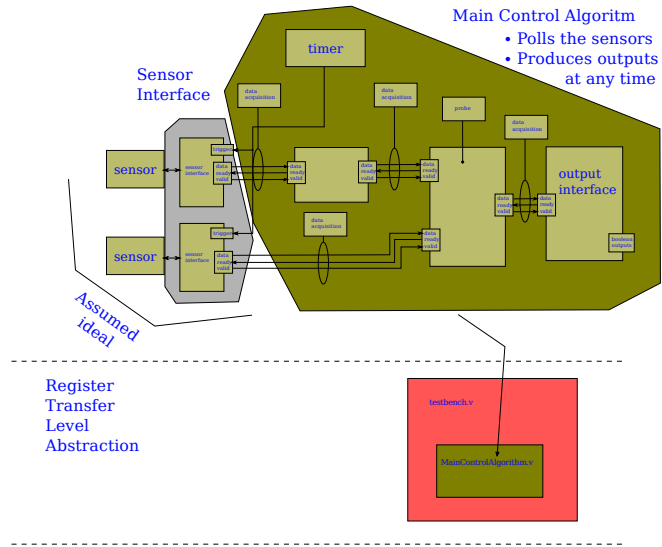 Main Control Algoritm
• Polls the sensors
• Produces outputs
at any time
timer
Sensor
Interface
data
acquisition
data
acquisition
probe
data
acquisition
sensor
sensor
interface
trigger
data
ready
valid
data
ready
valid
data
ready
valid
data
ready
valid
output
interface
data
ready
valid
data
ready
valid
boolean
outputs
data
acquisition
sensor
sensor
interface
trigger
data
ready
valid
data
ready
valid
Assumed
ideal
Register
Transfer
Level
Abstraction
testbench.v
MainControlAlgorithm.v